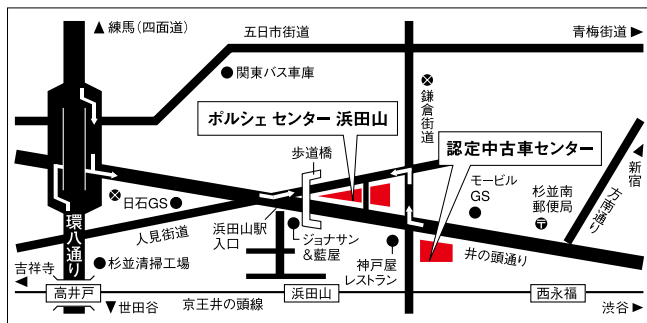 ▲練馬(四面道)
五日市街道
青梅街道▶
関東バス車庫
鎌倉街道
ポルシェ センター 浜田山
認定中古車センター
歩道橋
新宿
モービル
GS
杉並南
郵便局
方南通り
日石GS
環八通り
人見街道
浜田山駅
入口
ジョナサン
&藍屋
神戸屋
レストラン
井の頭通り
吉祥寺
杉並清掃工場
高井戸
▼世田谷
京王井の頭線
浜田山
西永福
渋谷▶